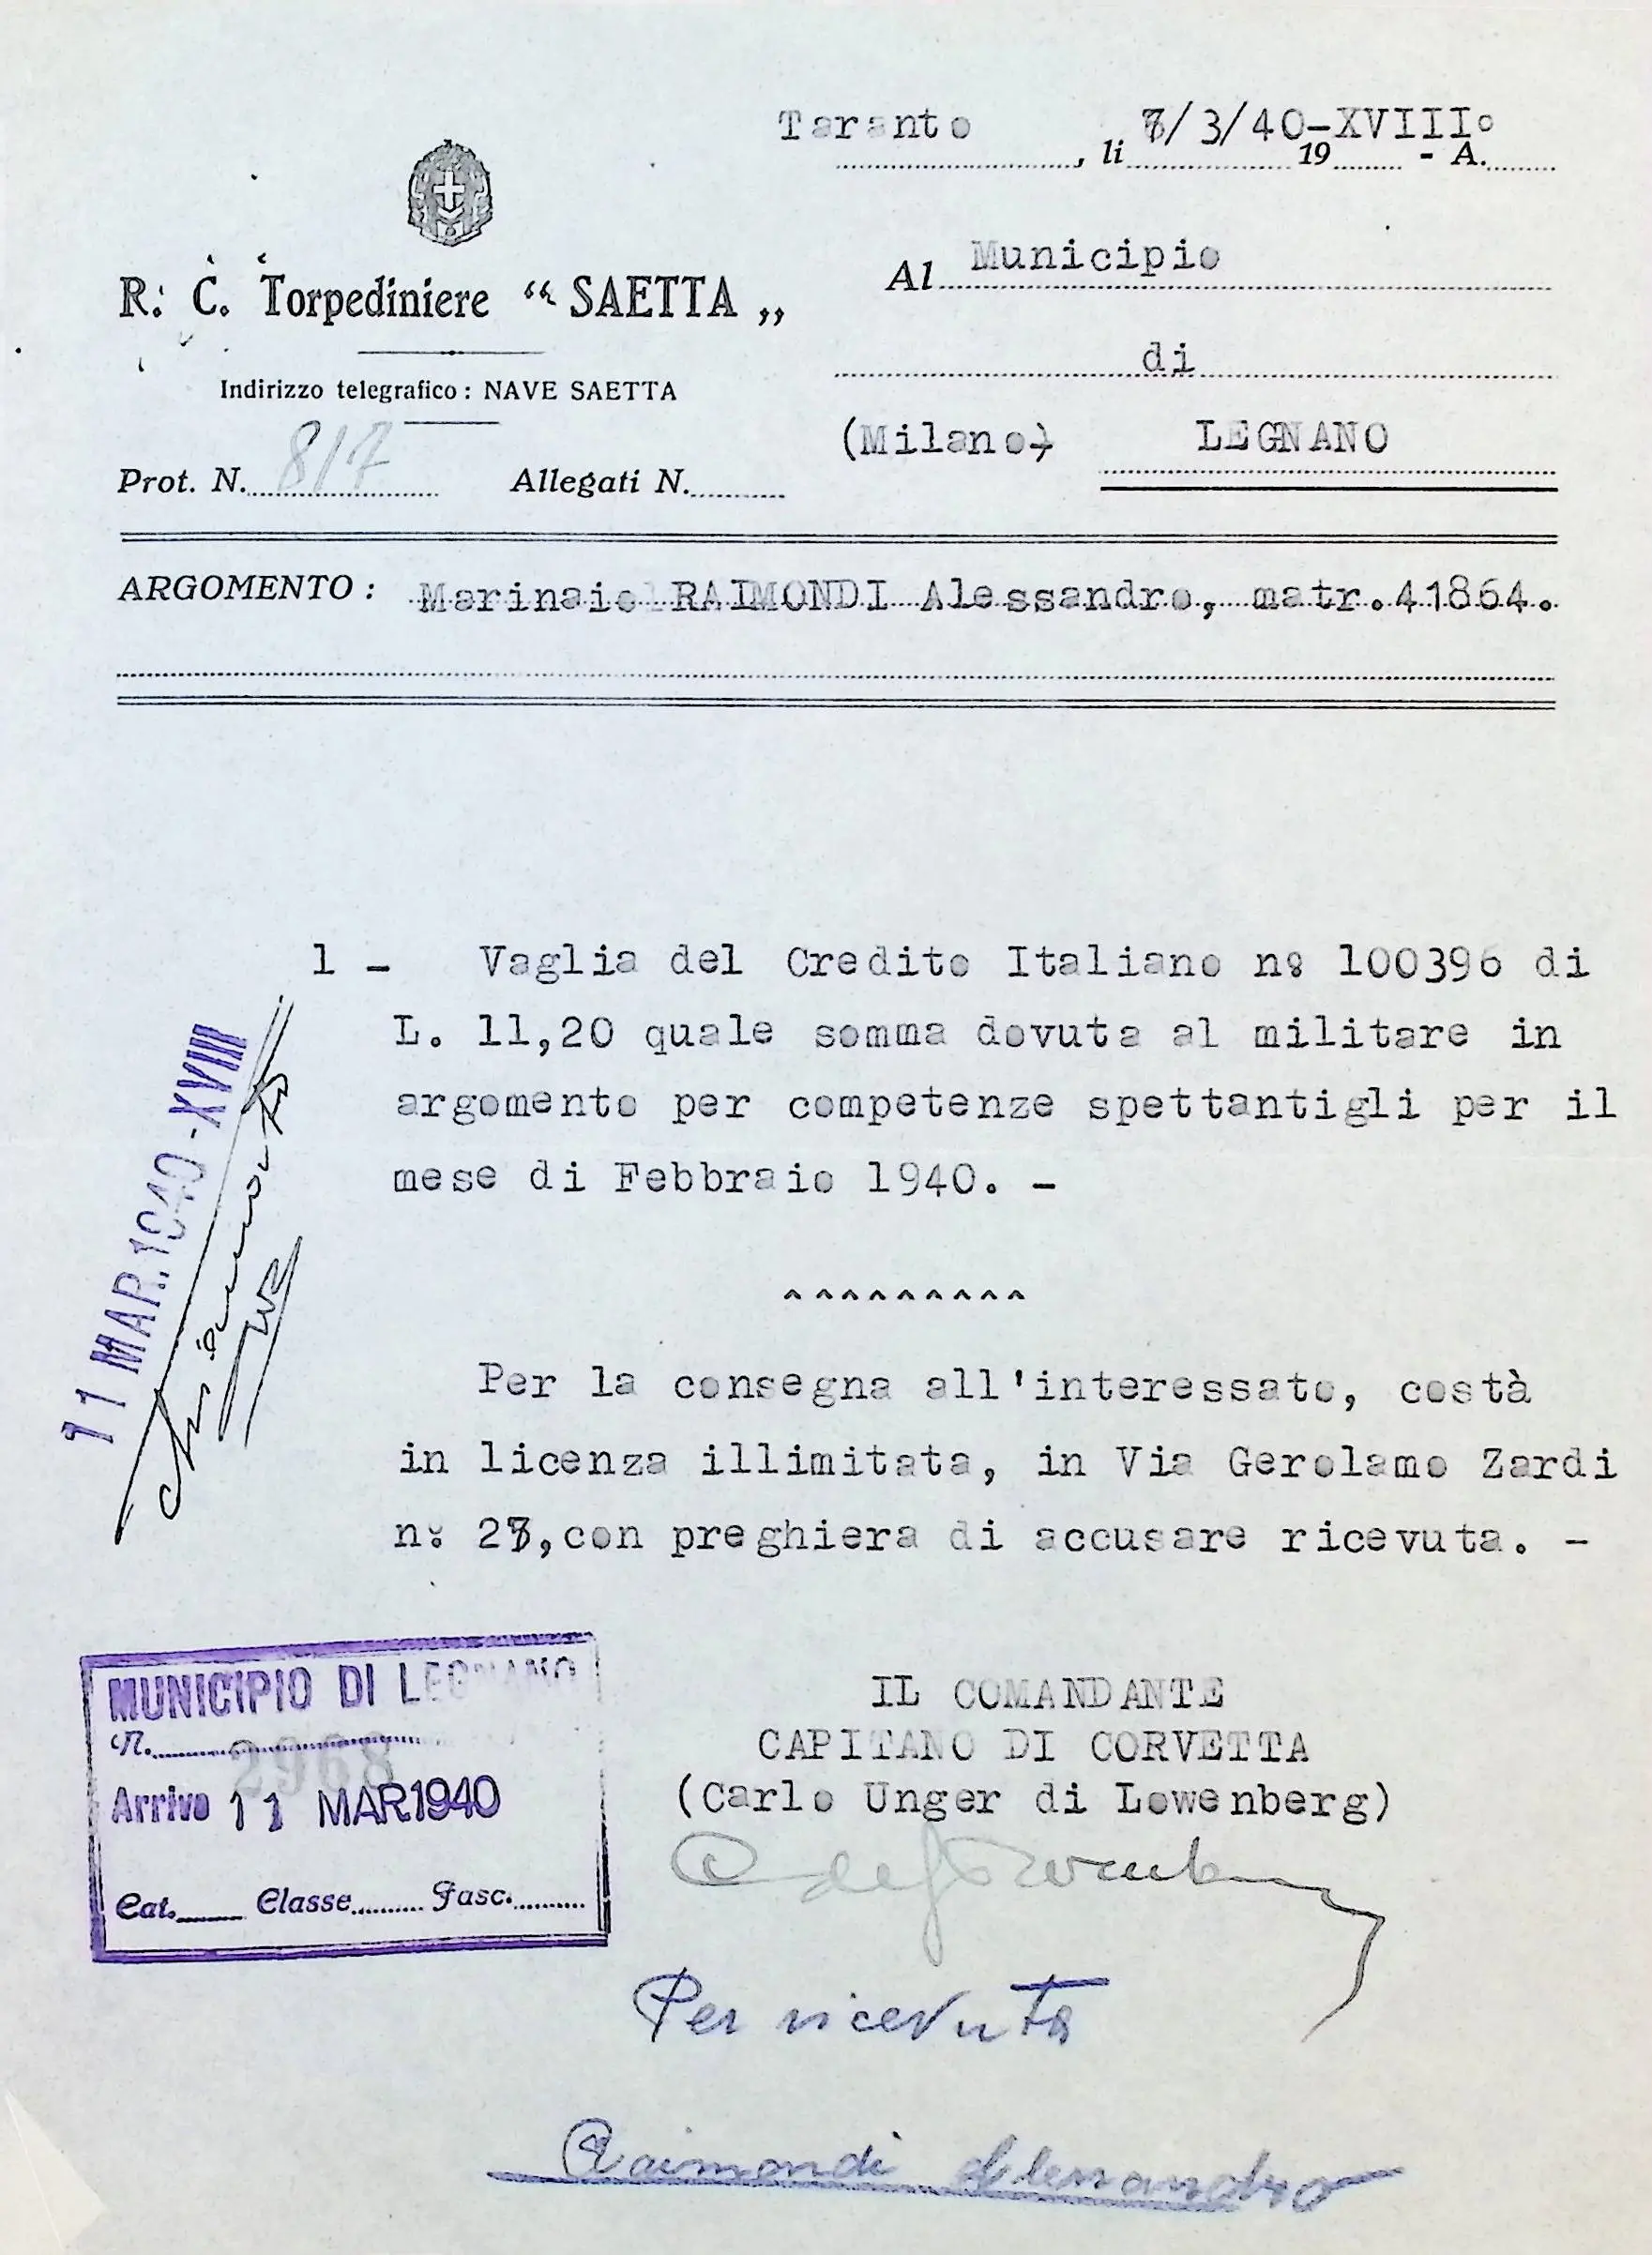 Taranto, li 8/3/40-XVIII° 19 - A.
R. C. Torpediniere “SAETTA„
Indirizzo telegrafico: NAVE SAETTA
Prot. N. 817 Allegati N.
Al Municipio
di
(Milano) LEGNANO
ARGOMENTO: Marinaio RAIMONDI Alessandro, matr.41864.
1 - Vaglia del Credito Italiano n° 100396 di
L. 11,20 quale somma dovuta al militare in
argomento per competenze spettantigli per il
mese di Febbraio 1940. -
^^^^^^^^^
Per la consegna all'interessato, costà
in licenza illimitata, in Via Gerolamo Zardi
n° ,con preghiera di accusare ricevuta. -
11 MAR. 1940-XVIII
MUNICIPIO DI LEGNANO
N. 2968
Arrivo 11 MAR 1940
Cat. Classe Fasc.
IL COMANDANTE
CAPITANO DI CORVETTA
(Carlo Unger di Lowenberg)
Per ricevuta
Raimondi Alessandro